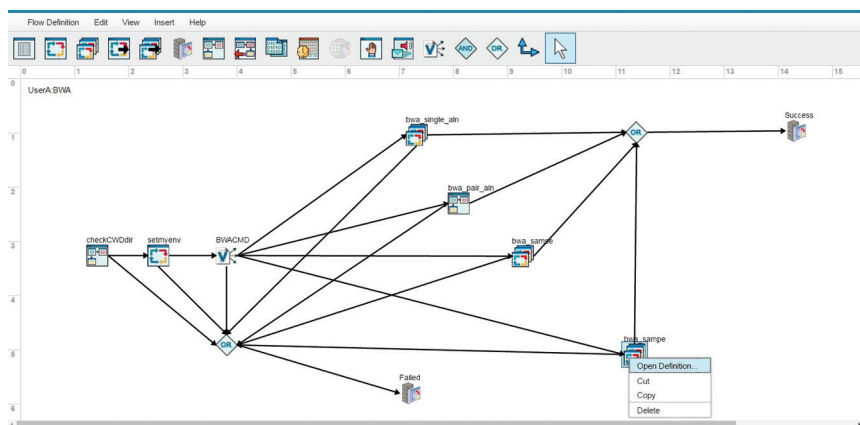 Flow Definition Edit View Insert Help
AND OR
0 1 2 3 4 5 6 7 8 9 10 11 12 13 14 15
0
UserA:BWA
bwa_single_aln
Success
OR
1
bwa_pair_aln
2
checkCWDdir setmyenv BWACMD bwa_samse
3
4
OR
bwa_sampe
5
Open Definition...
Failed
Cut
Copy
Delete
6